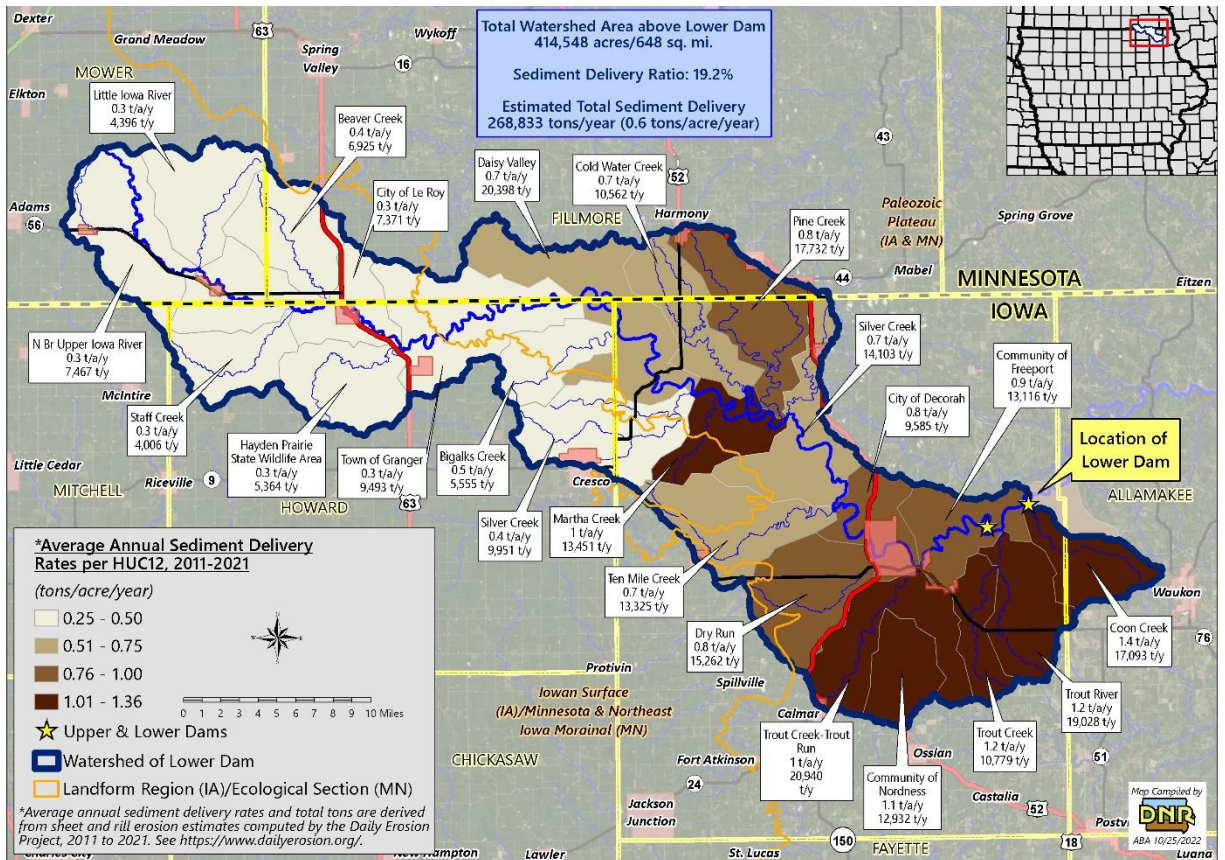 Dexter
Grand Meadow
63
Spring
Valley
Wykoff
16
MOWER
Elkton
Total Watershed Area above Lower Dam
414,548 acres/648 sq. mi.
Sediment Delivery Ratio: 19.2%
Estimated Total Sediment Delivery
268,833 tons/year (0.6 tons/acre/year)
43
Little Iowa River
0.3 t/a/y
4,396 t/y
Beaver Creek
0.4 t/a/y
6,925 t/y
City of Le Roy
0.3 t/a/y
7,371 t/y
Daisy Valley
0.7 t/a/y
20,398 t/y
Cold Water Creek
0.7 t/a/y
10,562 t/y
52
FILLMORE
Harmony
Pine Creek
0.8 t/a/y
17,732 t/y
Paleozoic
Plateau
(IA & MN)
Spring Grove
Adams
56
44
Mabel
MINNESOTA
Eitzen
IOWA
N Br Upper Iowa River
0.3 t/a/y
7,467 t/y
McIntire
Staff Creek
0.3 t/a/y
4,006 t/y
Hayden Prairie
State Wildlife Area
0.3 t/a/y
5,364 t/y
Town of Granger
0.3 t/a/y
9,493 t/y
Bigalks Creek
0.5 t/a/y
5,555 t/y
Silver Creek
0.7 t/a/y
14,103 t/y
Community of
Freeport
0.9 t/a/y
13,116 t/y
City of Decorah
0.8 t/a/y
9,585 t/y
Location of
Lower Dam
ALLAMAKEE
Little Cedar
MITCHELL
Riceville
9
HOWARD
63
Cresco
Silver Creek
0.4 t/a/y
9,951 t/y
Martha Creek
1 t/a/y
13,451 t/y
Ten Mile Creek
0.7 t/a/y
13,325 t/y
Dry Run
0.8 t/a/y
15,262 t/y
Waukon
76
Coon Creek
1.4 t/a/y
17,093 t/y
Trout River
1.2 t/a/y
19,028 t/y
Trout Creek
1.2 t/a/y
10,779 t/y
Community of
Nordness
1.1 t/a/y
12,932 t/y
Trout Creek-Trout
Run
1 t/a/y
20,940
t/y
Protivin
Spillville
Iowan Surface
(IA)/Minnesota & Northeast
Iowa Morainal (MN)
Calmar
Ossian
51
CHICKASAW
Fort Atkinson
24
Castalia
52
Jackson
Junction
150
18
FAYETTE
St. Lucas
Lawler
New Hampton
*Average Annual Sediment Delivery
Rates per HUC12, 2011-2021
(tons/acre/year)
0.25 - 0.50
0.51 - 0.75
0.76 - 1.00
1.01 - 1.36
0 1 2 3 4 5 6 7 8 9 10 Miles
Upper & Lower Dams
Watershed of Lower Dam
Landform Region (IA)/Ecological Section (MN)
*Average annual sediment delivery rates and total tons are derived
from sheet and rill erosion estimates computed by the Daily Erosion
Project, 2011 to 2021. See https://www.dailyerosion.org/.
Map Compiled by
DNR
ABA 10/25/2022